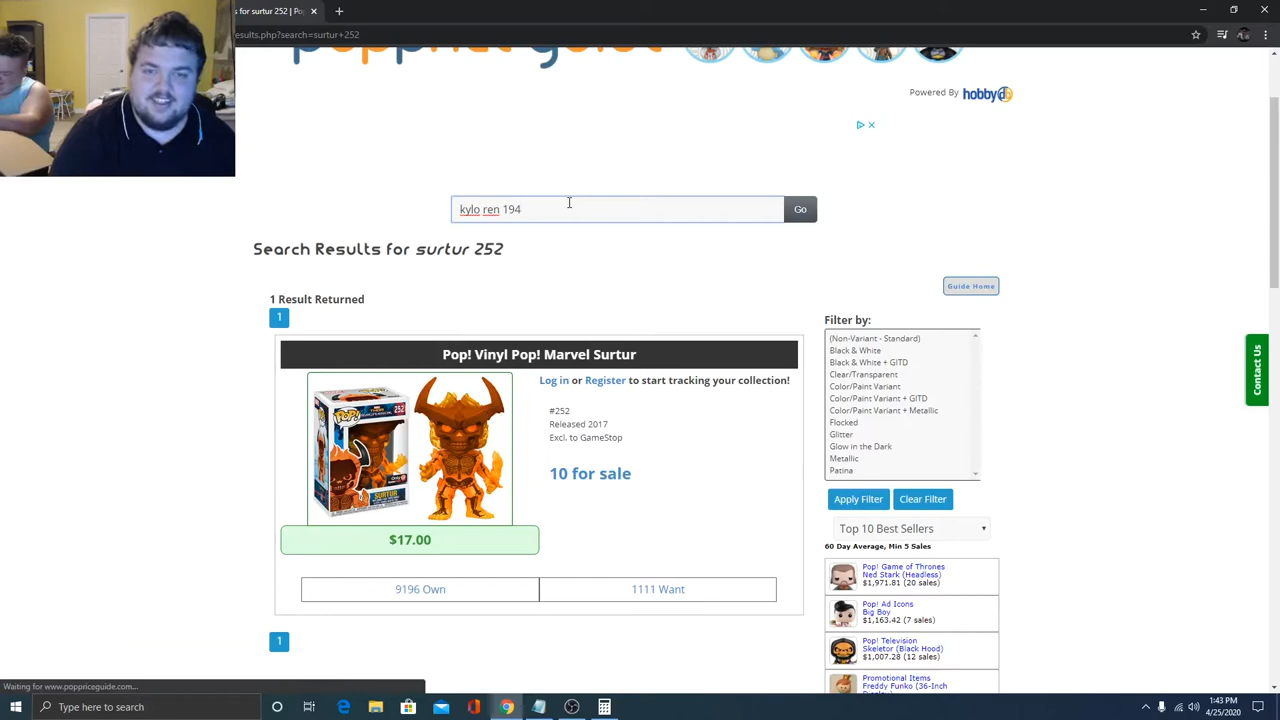 s for surtur 252 | Po
esults.php?search=surtur+252
poppriceguide
Powered By hobbydb
kylo ren 194
Go
Search Results for surtur 252
Guide Home
1 Result Returned
1
Filter by:
(Non-Variant - Standard)
Black & White
Black & White + GITD
Clear/Transparent
Color/Paint Variant
Color/Paint Variant + GITD
Color/Paint Variant + Metallic
Flocked
Glitter
Glow in the Dark
Metallic
Patina
Pop! Vinyl Pop! Marvel Surtur
Log in or Register to start tracking your collection!
#252
Released 2017
Excl. to GameStop
10 for sale
POP!
252
SURTUR
$17.00
9196 Own
1111 Want
1
Apply Filter
Clear Filter
Top 10 Best Sellers
60 Day Average, Min 5 Sales
Pop! Game of Thrones
Ned Stark (Headless)
$1,971.81 (20 sales)
Pop! Ad Icons
Big Boy
$1,163.42 (7 sales)
Pop! Television
Skeletor (Black Hood)
$1,007.28 (12 sales)
Promotional Items
Freddy Funko (36-Inch
Contact Us
Waiting for www.poppriceguide.com...
Type here to search
1:43 PM
4/25/2020